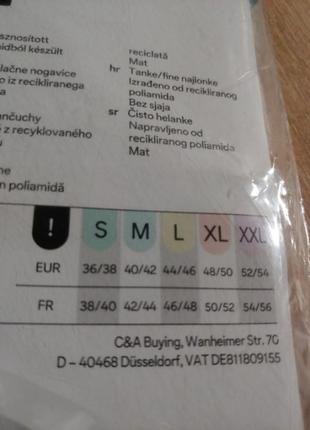 sznosított
reciclată
idból készült
Mat
hr Tanke/fine najlonke
lačne nogavice
Izrađeno od recikliranog
o iz recikliranega
poliamida
a
Bez sjaja
nčuchy
sr Čisto helanke
é z recyklovaného
Napravljeno od
u
recikliranog poliamida
Mat
ne
n poliamidă
! S M L XL XXL
EUR 36/38 40/42 44/46 48/50 52/54
FR 38/40 42/44 46/48 50/52 54/56
C&A Buying, Wanheimer Str. 70
D – 40468 Düsseldorf, VAT DE811809155